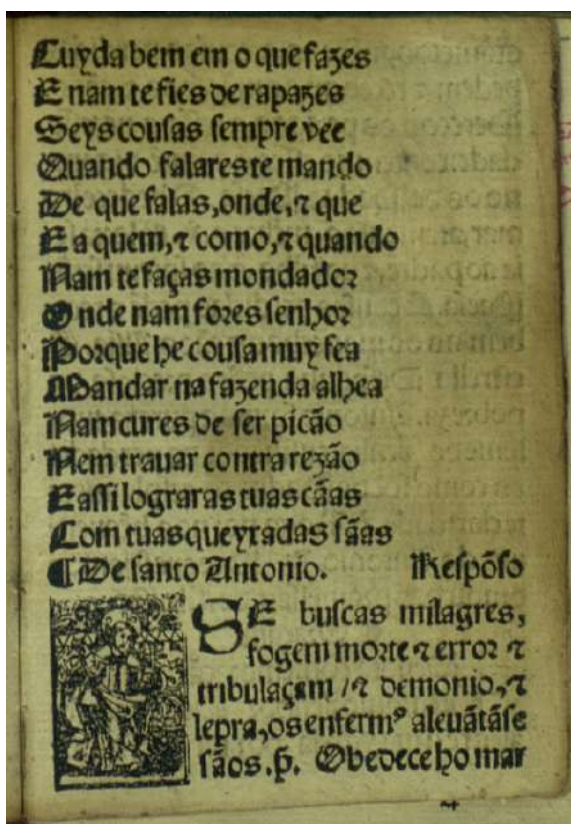 Cuyda bem em o que fazes
E nam te fies de rapazes
Seys cousas sempre vee
Quando falares te mando
De que falas, onde, ⁊ que
E a quem, ⁊ como, ⁊ quando
Nam te faças mondador
Onde nam fores senhor
Porque he cousa muy fea
Mandar na fazenda alhea
Nam cures de ser picão
Nem travar contra rezão
E assi lograras tuas cãas
Com tuas queyxadas sãas
¶ De santo Antonio. Respõso
SE buscas milagres,
fogem morte ⁊ error ⁊
tribulaçam /⁊ demonio, ⁊
lepra, os enfermꝰ alevãtãse
sãos. ꝟ. Obedece ho mar